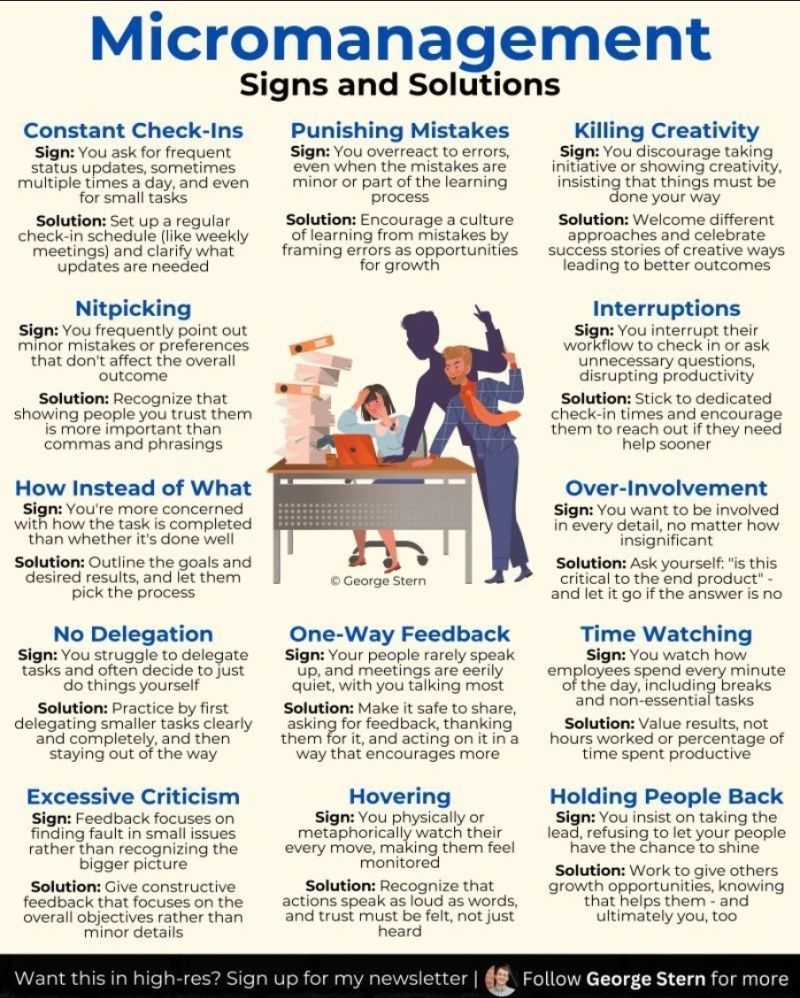 Micromanagement
Signs and Solutions
Constant Check-Ins
Sign: You ask for frequent
status updates, sometimes
multiple times a day, and even
for small tasks
Solution: Set up a regular
check-in schedule (like weekly
meetings) and clarify what
updates are needed
Punishing Mistakes
Sign: You overreact to errors,
even when the mistakes are
minor or part of the learning
process
Solution: Encourage a culture
of learning from mistakes by
framing errors as opportunities
for growth
Killing Creativity
Sign: You discourage taking
initiative or showing creativity,
insisting that things must be
done your way
Solution: Welcome different
approaches and celebrate
success stories of creative ways
leading to better outcomes
Nitpicking
Sign: You frequently point out
minor mistakes or preferences
that don't affect the overall
outcome
Solution: Recognize that
showing people you trust them
is more important than
commas and phrasings
Interruptions
Sign: You interrupt their
workflow to check in or ask
unnecessary questions,
disrupting productivity
Solution: Stick to dedicated
check-in times and encourage
them to reach out if they need
help sooner
How Instead of What
Sign: You're more concerned
with how the task is completed
than whether it's done well
Solution: Outline the goals and
desired results, and let them
pick the process
© George Stern
Over-Involvement
Sign: You want to be involved
in every detail, no matter how
insignificant
Solution: Ask yourself: "is this
critical to the end product" -
and let it go if the answer is no
No Delegation
Sign: You struggle to delegate
tasks and often decide to just
do things yourself
Solution: Practice by first
delegating smaller tasks clearly
and completely, and then
staying out of the way
One-Way Feedback
Sign: Your people rarely speak
up, and meetings are eerily
quiet, with you talking most
Solution: Make it safe to share,
asking for feedback, thanking
them for it, and acting on it in a
way that encourages more
Time Watching
Sign: You watch how
employees spend every minute
of the day, including breaks
and non-essential tasks
Solution: Value results, not
hours worked or percentage of
time spent productive
Excessive Criticism
Sign: Feedback focuses on
finding fault in small issues
rather than recognizing the
bigger picture
Solution: Give constructive
feedback that focuses on the
overall objectives rather than
minor details
Hovering
Sign: You physically or
metaphorically watch their
every move, making them feel
monitored
Solution: Recognize that
actions speak as loud as words,
and trust must be felt, not just
heard
Holding People Back
Sign: You insist on taking the
lead, refusing to let your people
have the chance to shine
Solution: Work to give others
growth opportunities, knowing
that helps them - and
ultimately you, too
Want this in high-res? Sign up for my newsletter | Follow George Stern for more